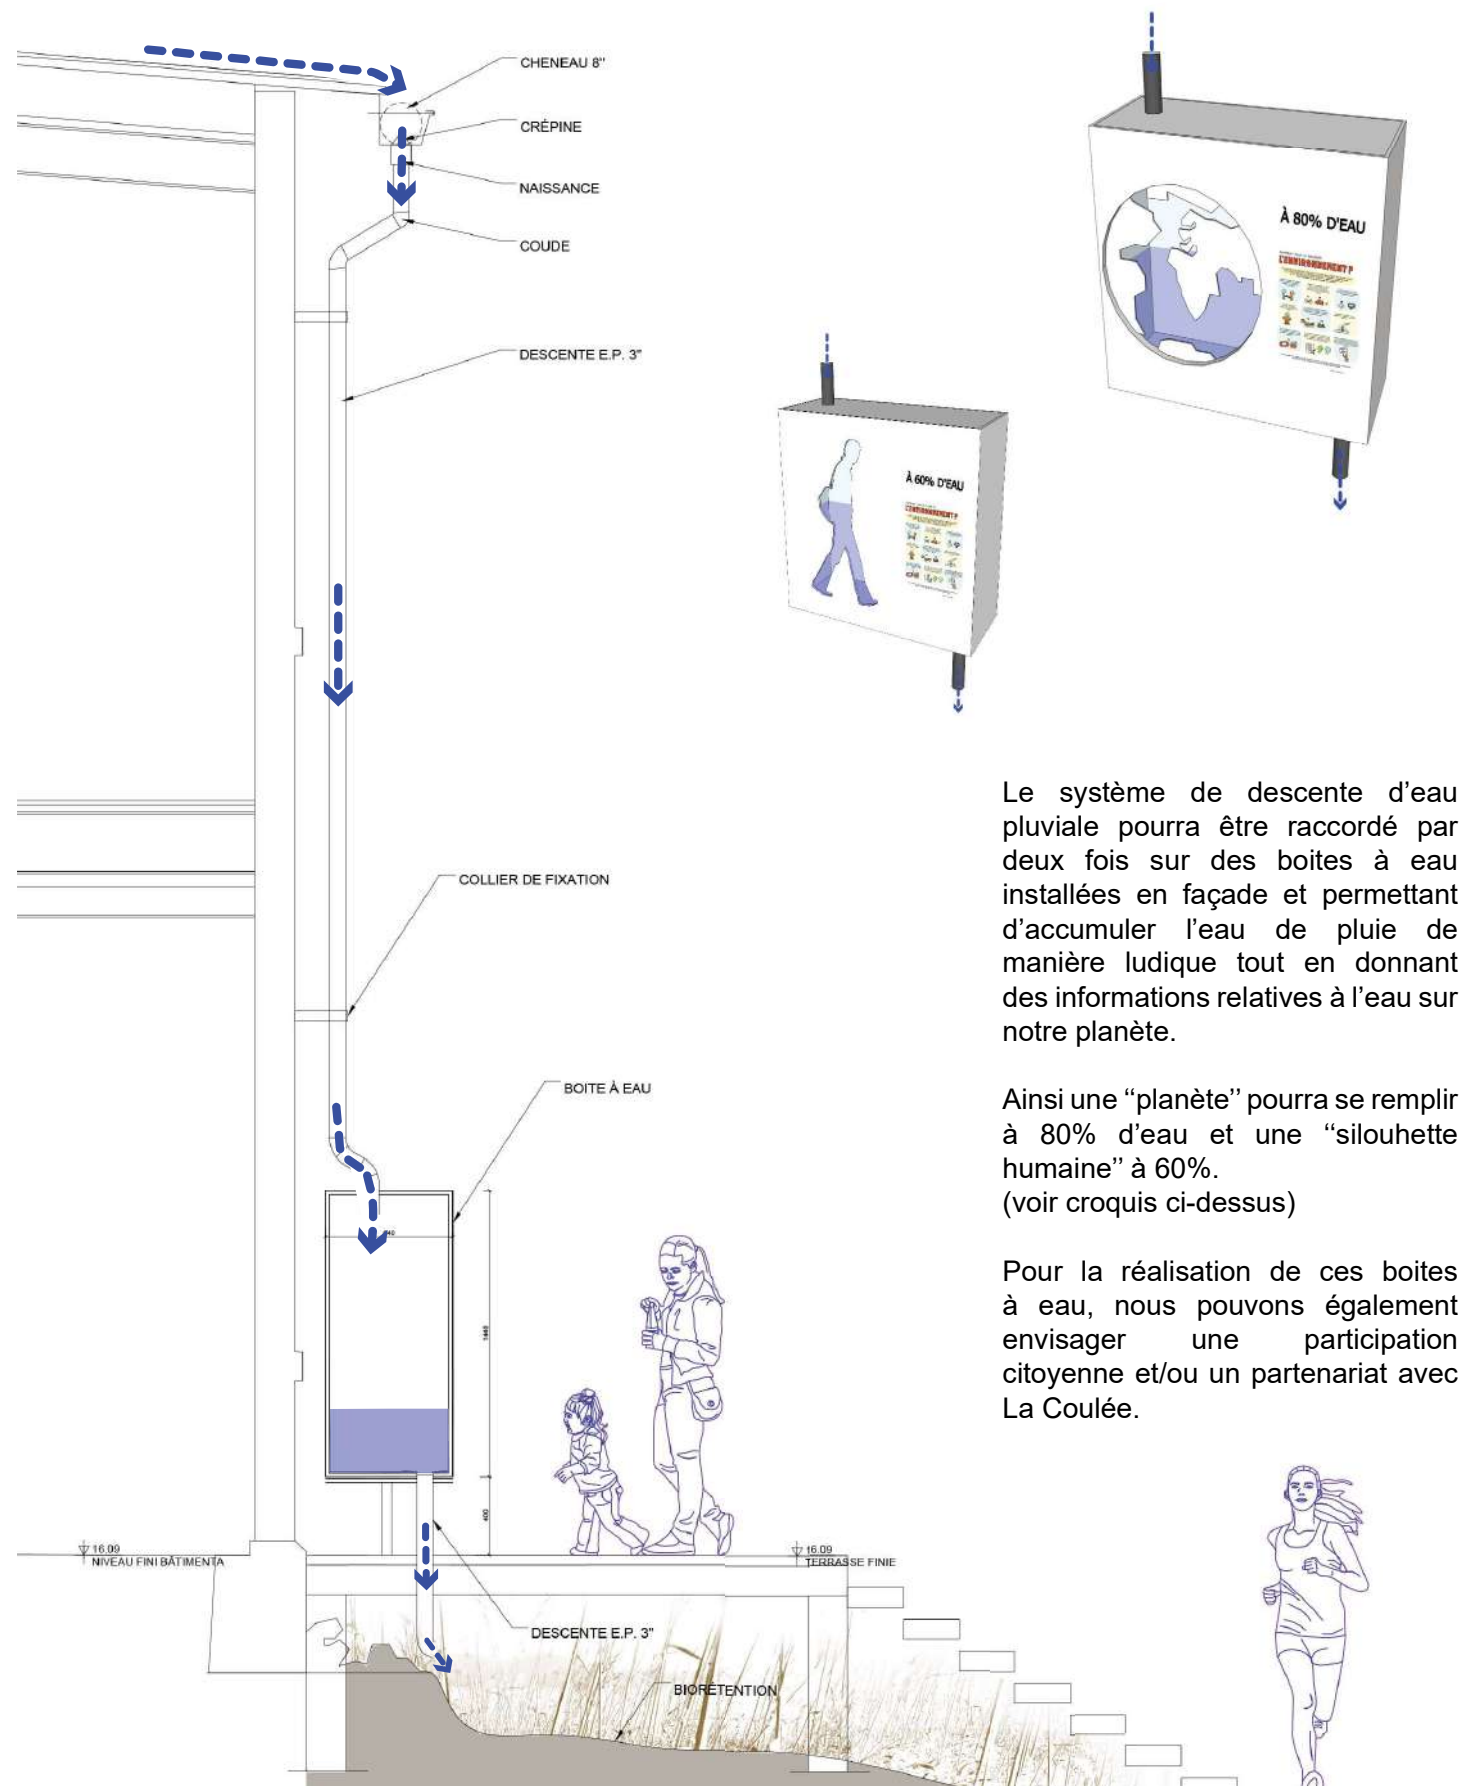 CHENEAU 8"
CRÉPINE
NAISSANCE
COUDE
DESCENTE E.P. 3"
À 80% D'EAU
L'ENVIRONNEMENT ?
À 60% D'EAU
L'ENVIRONNEMENT ?
COLLIER DE FIXATION
BOITE À EAU
1448
400
16.09
NIVEAU FINI BÂTIMENTA
16.09
TERRASSE FINIE
DESCENTE E.P. 3"
BIORÉTENTION
Le système de descente d’eau
pluviale pourra être raccordé par
deux fois sur des boites à eau
installées en façade et permettant
d’accumuler l’eau de pluie de
manière ludique tout en donnant
des informations relatives à l’eau sur
notre planète.
Ainsi une ‘‘planète’’ pourra se remplir
à 80% d’eau et une ‘‘silouhette
humaine’’ à 60%.
(voir croquis ci-dessus)
Pour la réalisation de ces boites
à eau, nous pouvons également
envisager une participation
citoyenne et/ou un partenariat avec
La Coulée.